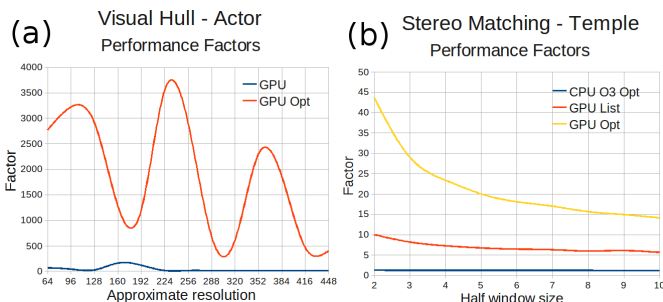 (a)
Visual Hull - Actor
Performance Factors
4000
3500
3000
2500
2000
1500
1000
500
0
Factor
GPU
GPU Opt
64 96 128 160 192 224 256 288 320 352 384 416 448
Approximate resolution
(b)
Stereo Matching - Temple
Performance Factors
50
45
40
35
30
25
20
15
10
5
0
Factor
CPU O3 Opt
GPU List
GPU Opt
2 3 4 5 6 7 8 9 10
Half window size